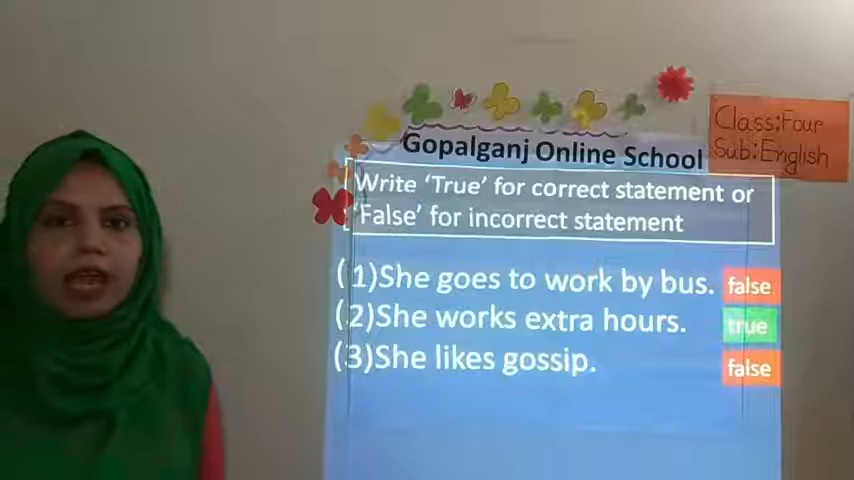 Class:Four
Sub:English
Gopalganj Online School
Write ‘True’ for correct statement or
‘False’ for incorrect statement
(1)She goes to work by bus. false
(2)She works extra hours. true
(3)She likes gossip. false